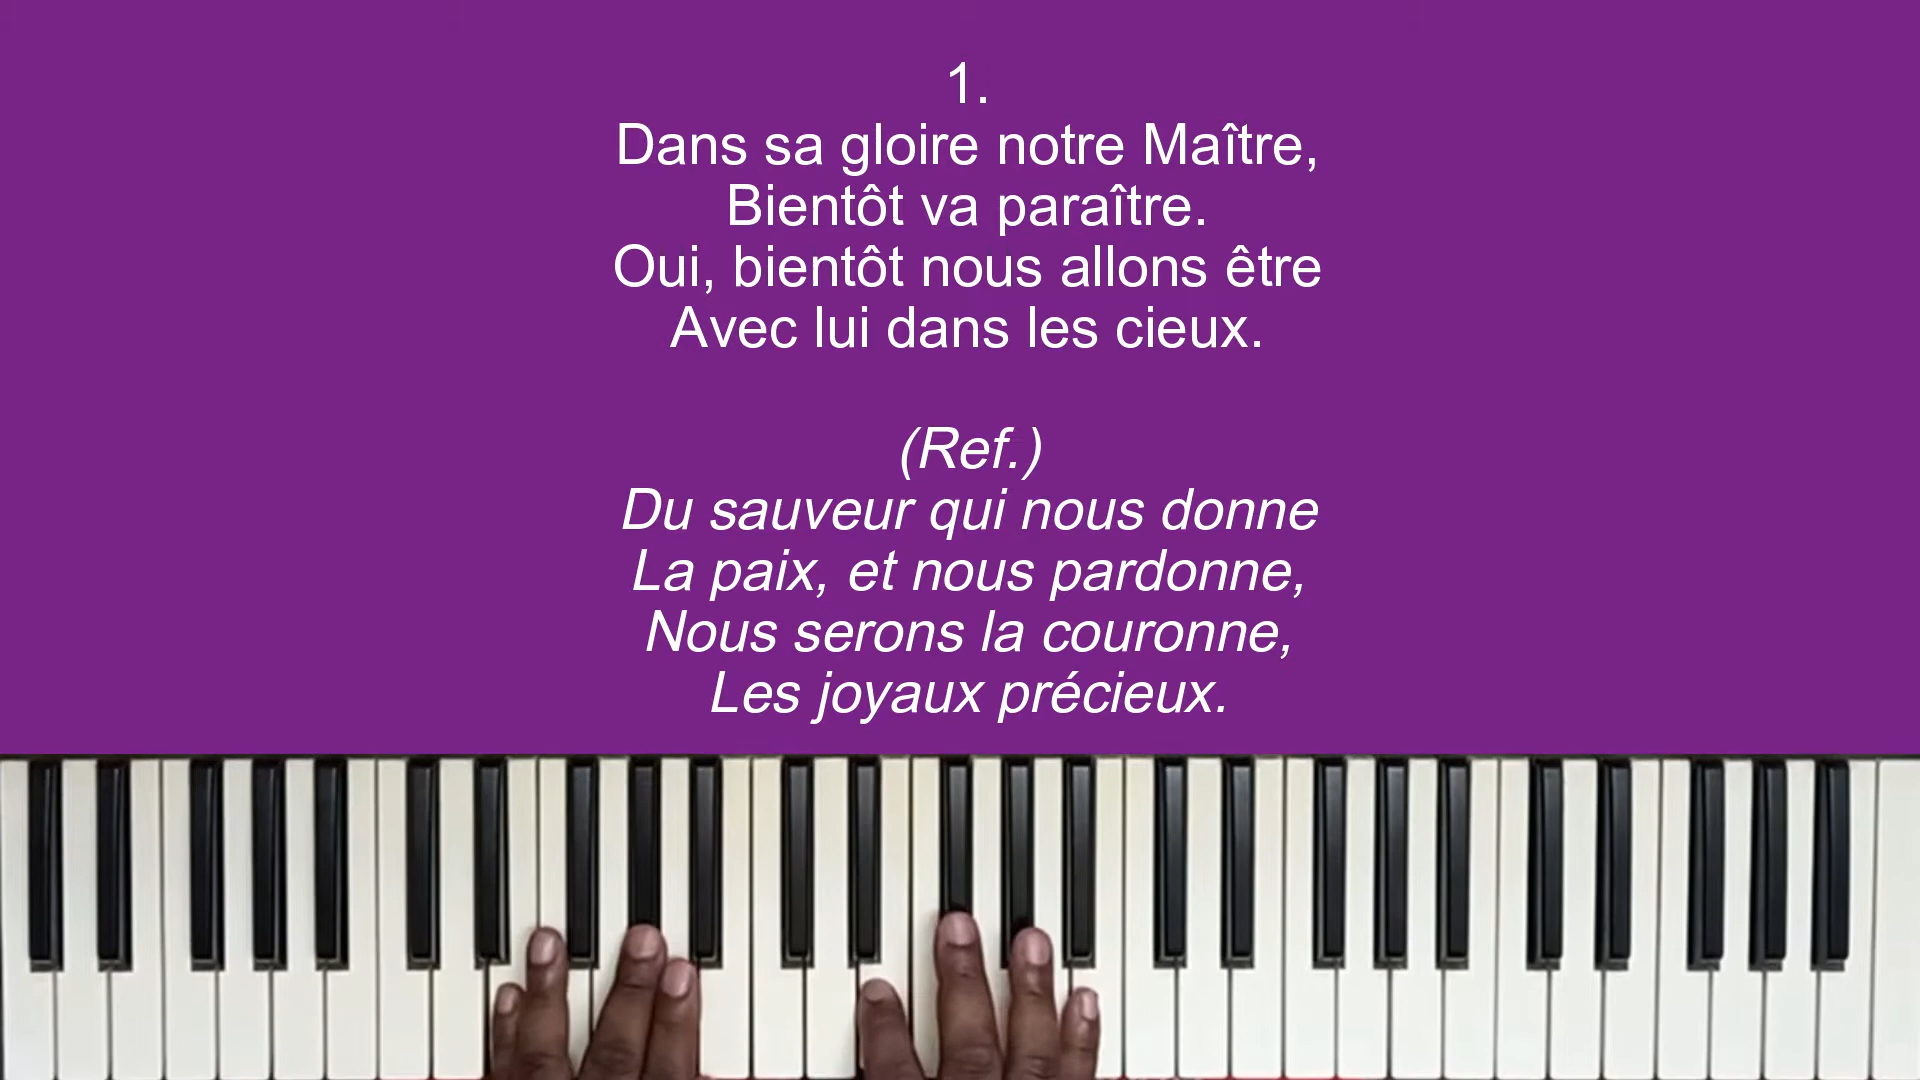 1.
Dans sa gloire notre Maître,
Bientôt va paraître.
Oui, bientôt nous allons être
Avec lui dans les cieux.
(Ref.)
Du sauveur qui nous donne
La paix, et nous pardonne,
Nous serons la couronne,
Les joyaux précieux.